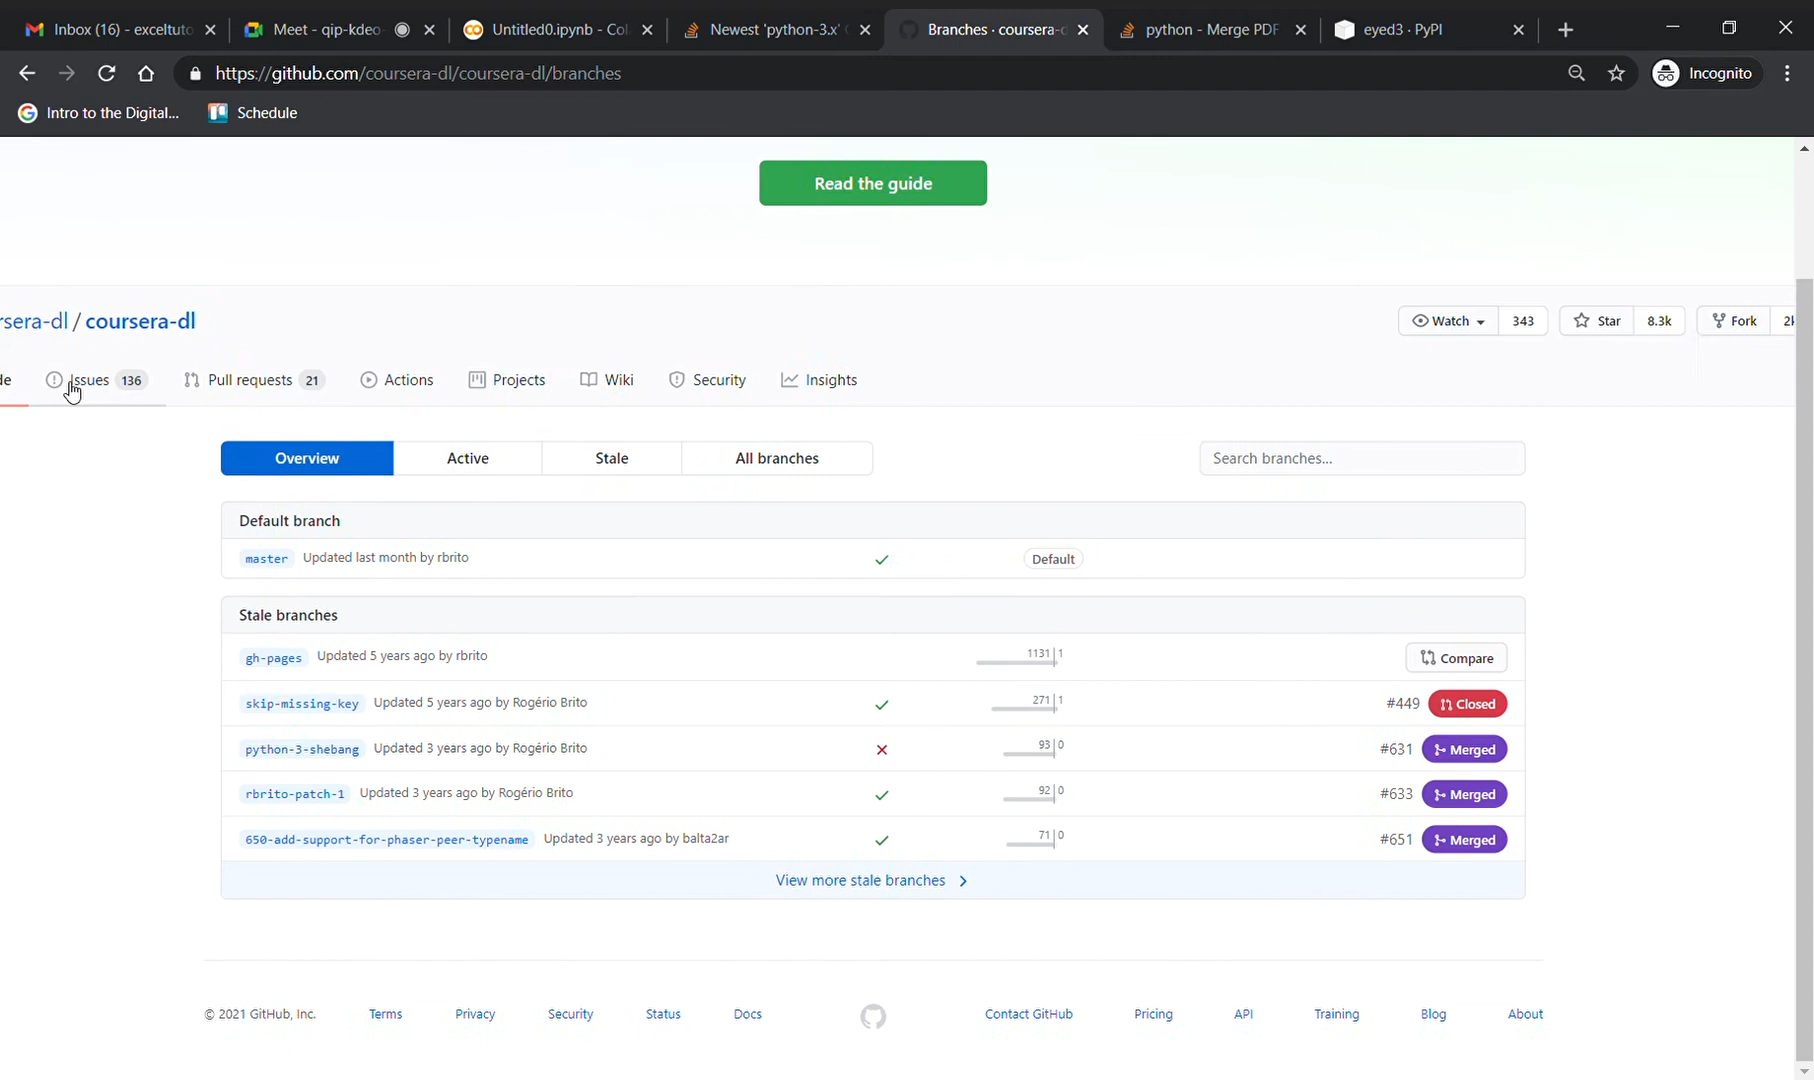 Inbox (16) - exceltuto
Meet - qip-kdeo
Untitled0.ipynb - Col
Newest 'python-3.x'
Branches · coursera-d
python - Merge PDF
eyed3 · PyPI
https://github.com/coursera-dl/coursera-dl/branches
Incognito
Intro to the Digital...
Schedule
Read the guide
rsera-dl / coursera-dl
Watch 343
Star 8.3k
Fork 2k
de
Issues 136
Pull requests 21
Actions
Projects
Wiki
Security
Insights
Overview
Active
Stale
All branches
Search branches...
Default branch
master Updated last month by rbrito Default
Stale branches
gh-pages Updated 5 years ago by rbrito 1131 1 Compare
skip-missing-key Updated 5 years ago by Rogério Brito 271 1 #449 Closed
python-3-shebang Updated 3 years ago by Rogério Brito 93 0 #631 Merged
rbrito-patch-1 Updated 3 years ago by Rogério Brito 92 0 #633 Merged
650-add-support-for-phaser-peer-typename Updated 3 years ago by balta2ar 71 0 #651 Merged
View more stale branches
© 2021 GitHub, Inc.
Terms
Privacy
Security
Status
Docs
Contact GitHub
Pricing
API
Training
Blog
About